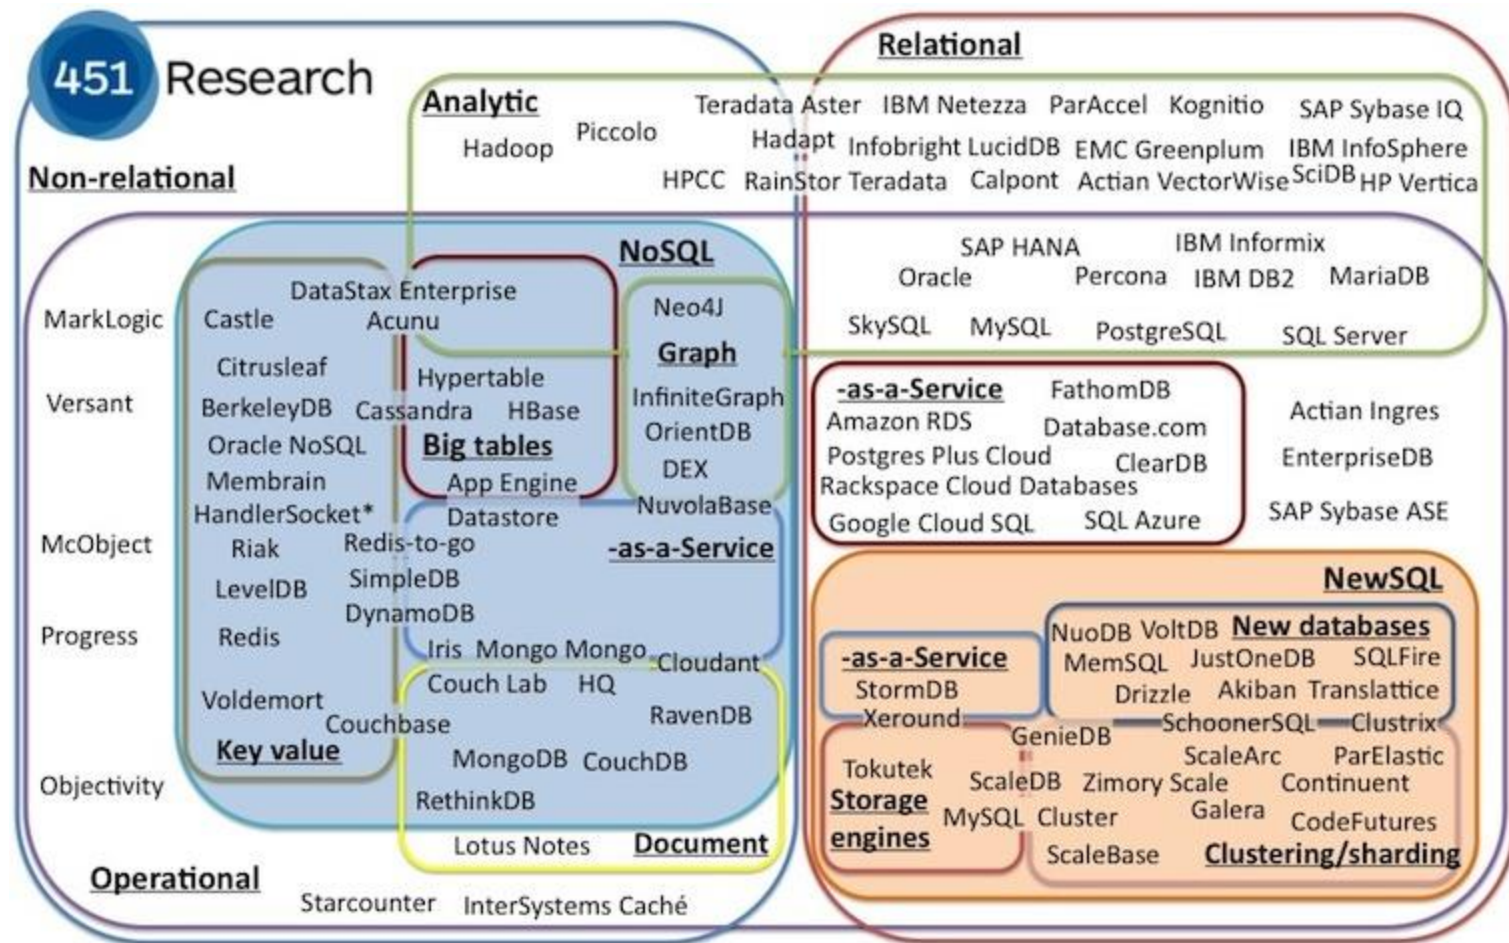 451 Research
Relational
Analytic
Teradata Aster IBM Netezza ParAccel Kognitio SAP Sybase IQ
Hadoop Piccolo Hadapt Infobright LucidDB EMC Greenplum IBM InfoSphere
HPCC RainStor Teradata Calpont Actian VectorWise SciDB HP Vertica
Non-relational
NoSQL
SAP HANA IBM Informix
Oracle Percona IBM DB2 MariaDB
SkySQL MySQL PostgreSQL SQL Server
MarkLogic
Versant
McObject
Progress
Objectivity
DataStax Enterprise
Castle Acunu
Citrusleaf
BerkeleyDB Cassandra
Oracle NoSQL
Membrain
HandlerSocket*
Riak Redis-to-go
LevelDB SimpleDB
DynamoDB
Redis
Voldemort
Couchbase
Key value
Hypertable
HBase
Big tables
App Engine
Datastore
Neo4J
Graph
InfiniteGraph
OrientDB
DEX
NuvolaBase
-as-a-Service
Iris Mongo Mongo Cloudant
Couch Lab HQ
RavenDB
MongoDB CouchDB
RethinkDB
Lotus Notes Document
Operational
Starcounter InterSystems Caché
-as-a-Service FathomDB
Amazon RDS Database.com
Postgres Plus Cloud ClearDB
Rackspace Cloud Databases
Google Cloud SQL SQL Azure
Actian Ingres
EnterpriseDB
SAP Sybase ASE
NewSQL
-as-a-Service
StormDB
Xeround
NuoDB VoltDB New databases
MemSQL JustOneDB SQLFire
Drizzle Akiban Translattice
SchoonerSQL Clustrix
GenieDB ScaleArc ParElastic
Tokutek ScaleDB Zimory Scale Continuent
Storage
engines
MySQL Cluster Galera CodeFutures
ScaleBase Clustering/sharding